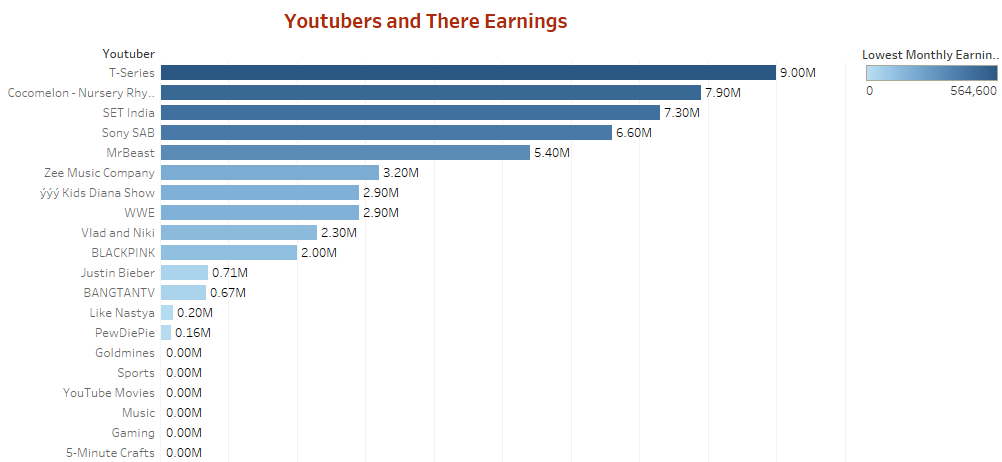 Youtubers and There Earnings
Youtuber
Lowest Monthly Earnin..
0 564,600
T-Series 9.00M
Cocomelon - Nursery Rhy.. 7.90M
SET India 7.30M
Sony SAB 6.60M
MrBeast 5.40M
Zee Music Company 3.20M
ýýý Kids Diana Show 2.90M
WWE 2.90M
Vlad and Niki 2.30M
BLACKPINK 2.00M
Justin Bieber 0.71M
BANGTANTV 0.67M
Like Nastya 0.20M
PewDiePie 0.16M
Goldmines 0.00M
Sports 0.00M
YouTube Movies 0.00M
Music 0.00M
Gaming 0.00M
5-Minute Crafts 0.00M